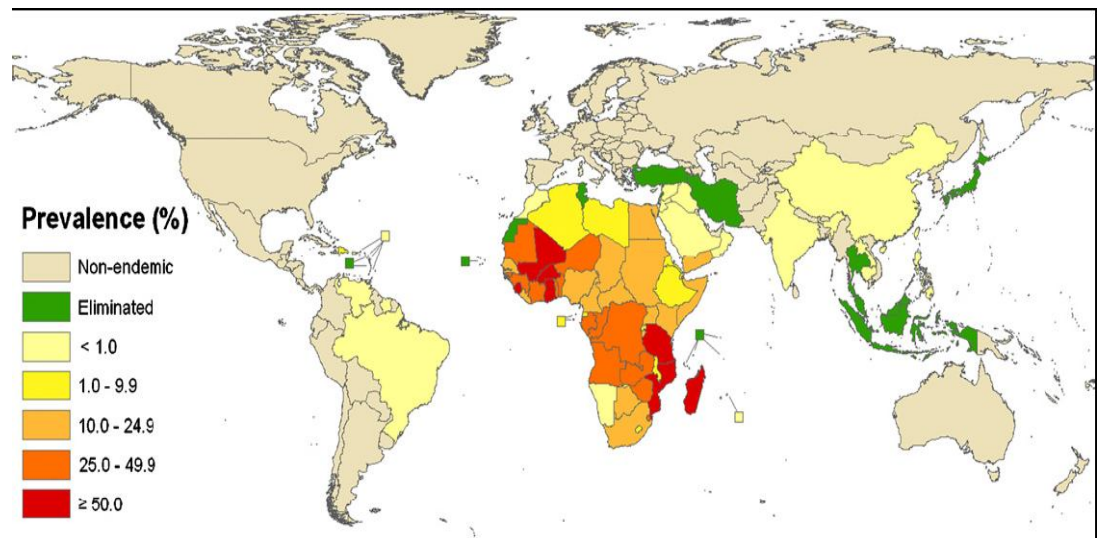 Prevalence (%)
Non-endemic
Eliminated
< 1.0
1.0 - 9.9
10.0 - 24.9
25.0 - 49.9
≥ 50.0